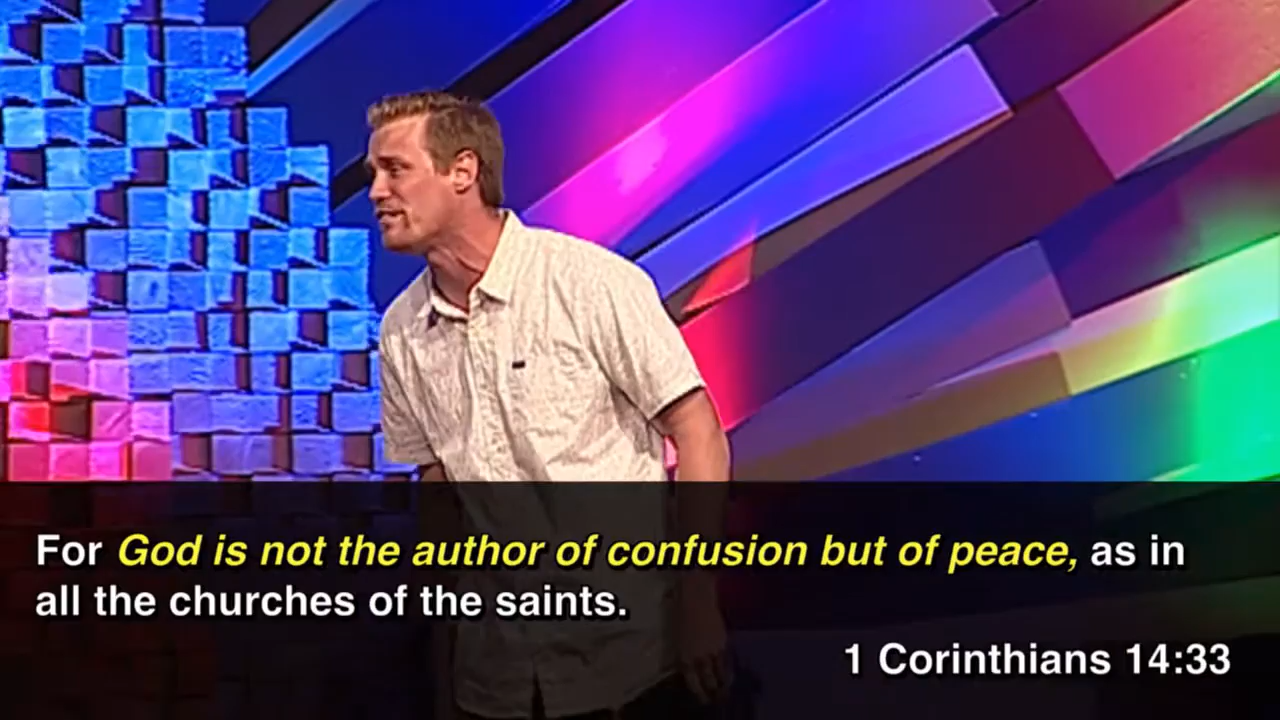 For God is not the author of confusion but of peace, as in
all the churches of the saints.
1 Corinthians 14:33